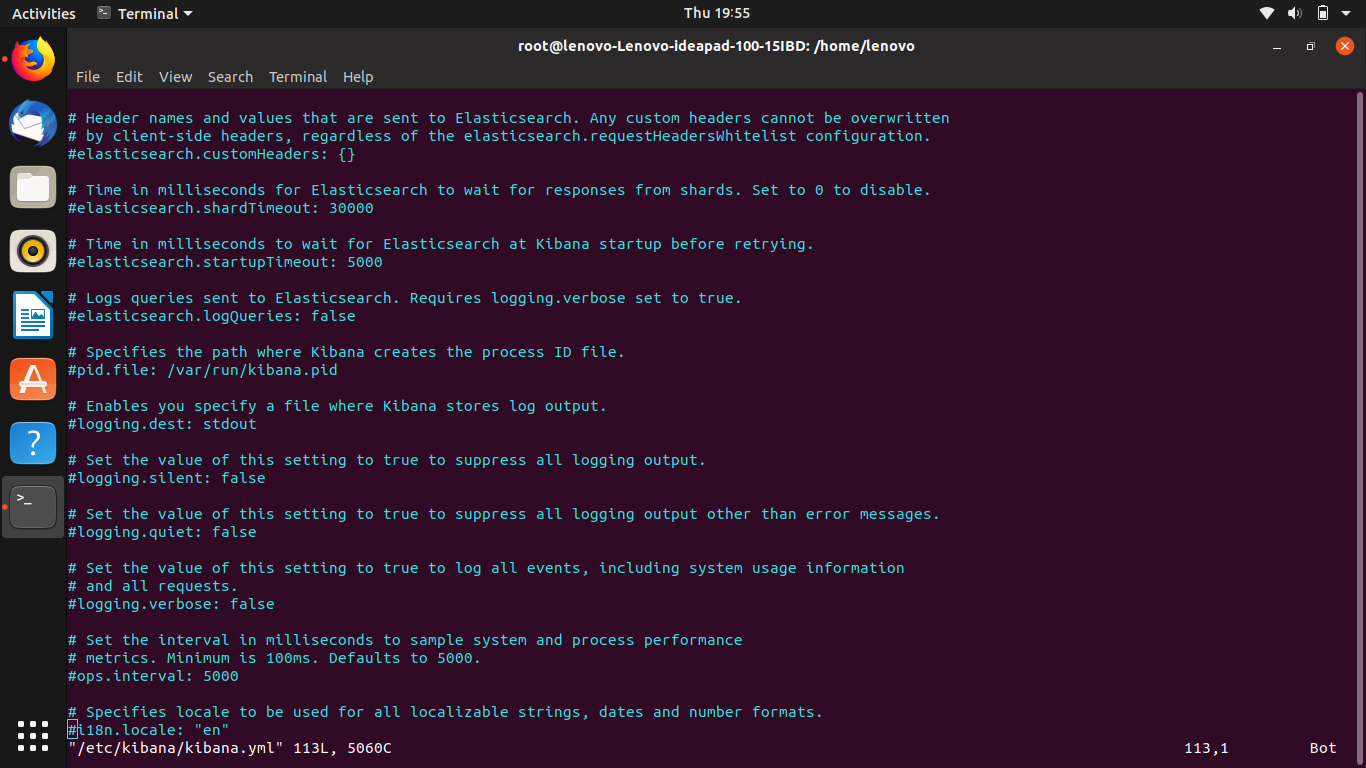 Activities Terminal Thu 19:55
root@lenovo-Lenovo-ideapad-100-15IBD: /home/lenovo
File Edit View Search Terminal Help
# Header names and values that are sent to Elasticsearch. Any custom headers cannot be overwritten
# by client-side headers, regardless of the elasticsearch.requestHeadersWhitelist configuration.
#elasticsearch.customHeaders: {}
# Time in milliseconds for Elasticsearch to wait for responses from shards. Set to 0 to disable.
#elasticsearch.shardTimeout: 30000
# Time in milliseconds to wait for Elasticsearch at Kibana startup before retrying.
#elasticsearch.startupTimeout: 5000
# Logs queries sent to Elasticsearch. Requires logging.verbose set to true.
#elasticsearch.logQueries: false
# Specifies the path where Kibana creates the process ID file.
#pid.file: /var/run/kibana.pid
# Enables you specify a file where Kibana stores log output.
#logging.dest: stdout
# Set the value of this setting to true to suppress all logging output.
#logging.silent: false
# Set the value of this setting to true to suppress all logging output other than error messages.
#logging.quiet: false
# Set the value of this setting to true to log all events, including system usage information
# and all requests.
#logging.verbose: false
# Set the interval in milliseconds to sample system and process performance
# metrics. Minimum is 100ms. Defaults to 5000.
#ops.interval: 5000
# Specifies locale to be used for all localizable strings, dates and number formats.
#i18n.locale: "en"
"/etc/kibana/kibana.yml" 113L, 5060C 113,1 Bot